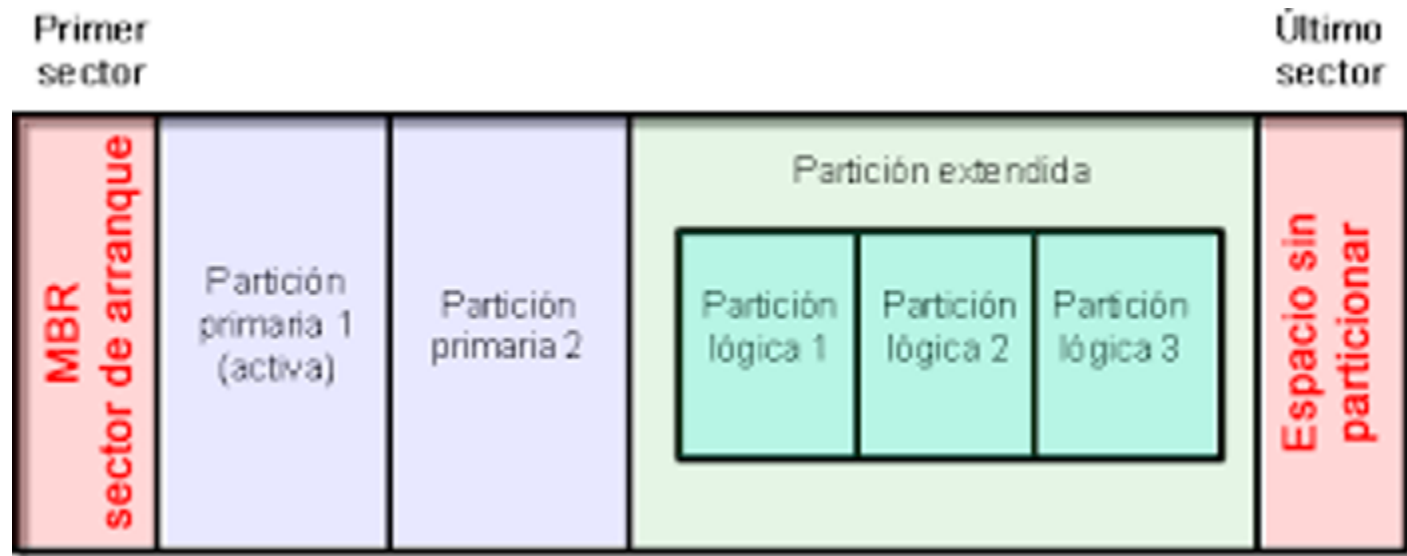 Primer
sector
Último
sector
MBR
sector de arranque
Partición
primaria 1
(activa)
Partición
primaria 2
Partición extendida
Partición
lógica 1
Partición
lógica 2
Partición
lógica 3
Espacio sin
particionar